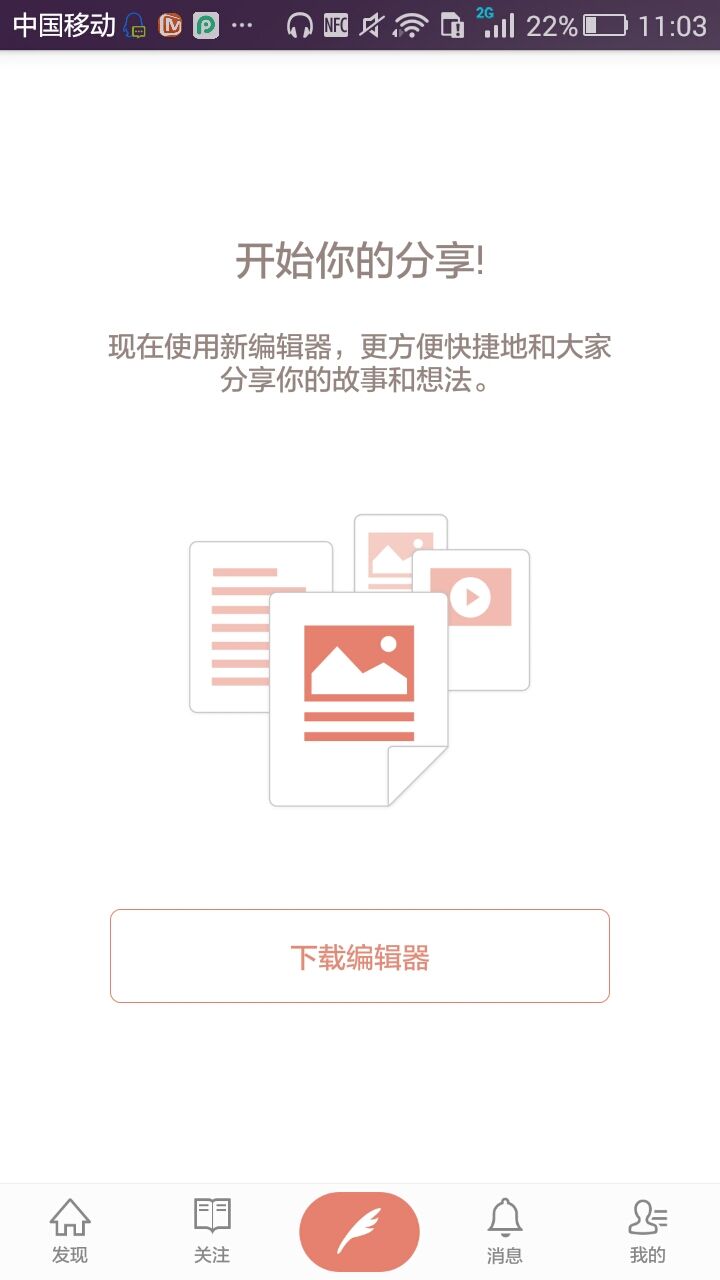 中国移动 NFC 2G 22% 11:03
开始你的分享!
现在使用新编辑器，更方便快捷地和大家
分享你的故事和想法。
下载编辑器
发现 关注 消息 我的